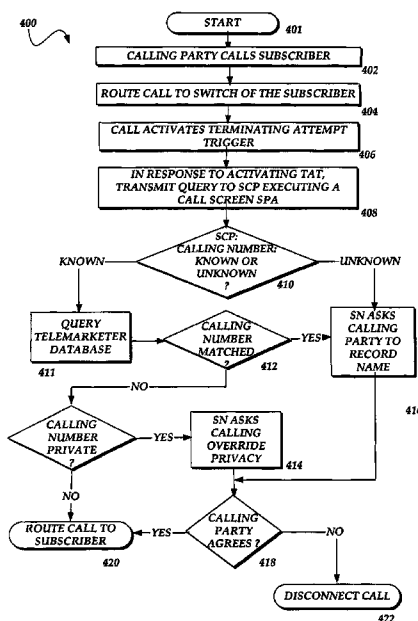 400
START
401
CALLING PARTY CALLS SUBSCRIBER
402
ROUTE CALL TO SWITCH OF THE SUBSCRIBER
404
CALL ACTIVATES TERMINATING ATTEMPT
TRIGGER
406
IN RESPONSE TO ACTIVATING TAT,
TRANSMIT QUERY TO SCP EXECUTING A
CALL SCREEN SPA
408
SCP:
CALLING NUMBER:
KNOWN OR
UNKNOWN
?
410
KNOWN
UNKNOWN
QUERY
TELEMARKETER
DATABASE
411
CALLING
NUMBER
MATCHED
?
412
YES
SN ASKS
CALLING
PARTY TO
RECORD
NAME
416
NO
CALLING
NUMBER
PRIVATE
?
YES
SN ASKS
CALLING
OVERRIDE
PRIVACY
414
NO
ROUTE CALL TO
SUBSCRIBER
420
YES
CALLING
PARTY
AGREES ?
418
NO
DISCONNECT CALL
422